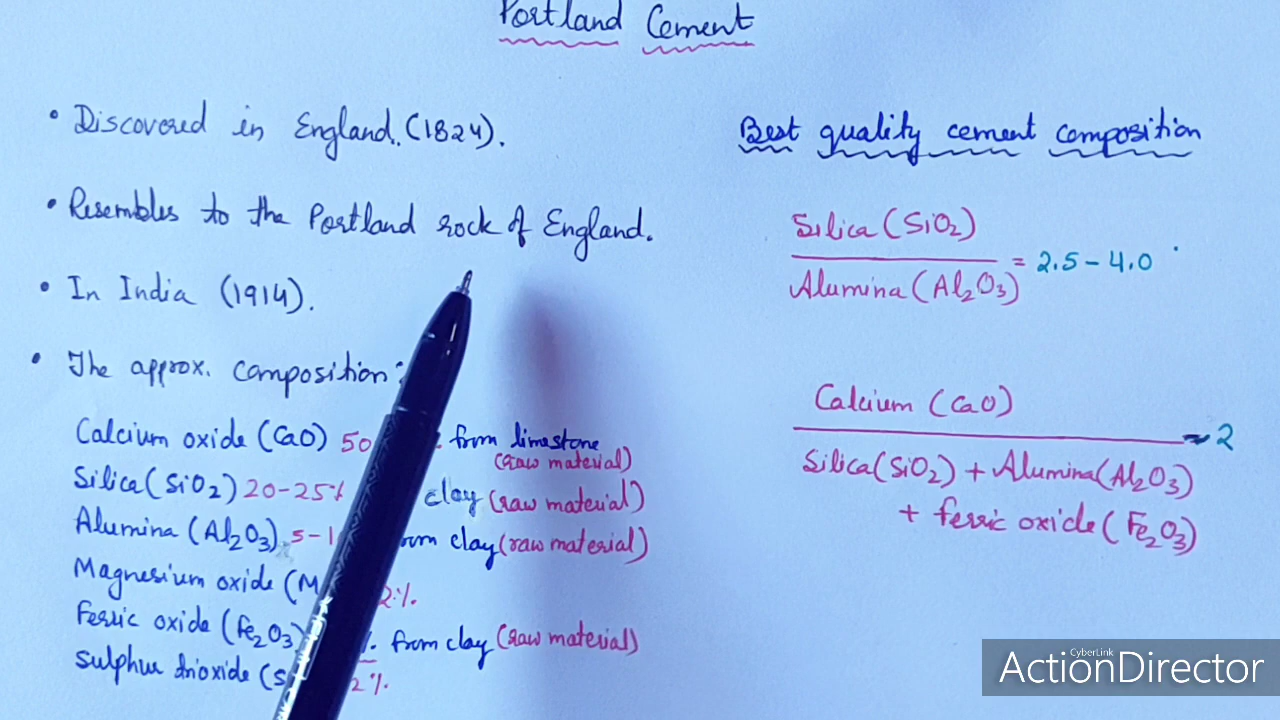 Portland Cement
• Discovered in England. (1824).
• Resembles to the Portland rock of England.
• In India (1914).
• The approx. composition:
Calcium oxide (CaO) 50 from limestone
(raw material)
Silica (SiO2) 20-25% clay (raw material)
Alumina (Al2O3) 5-1 from clay (raw material)
Magnesium oxide (M 2%.
Ferric oxide (Fe2O3) %. from clay (raw material)
Sulphur trioxide (S 2%.
Best quality cement composition
Silica (SiO2)
Alumina (Al2O3) = 2.5 - 4.0
Calcium (CaO)
Silica (SiO2) + Alumina (Al2O3) + ferric oxide (Fe2O3) = 2
CyberLink
ActionDirector